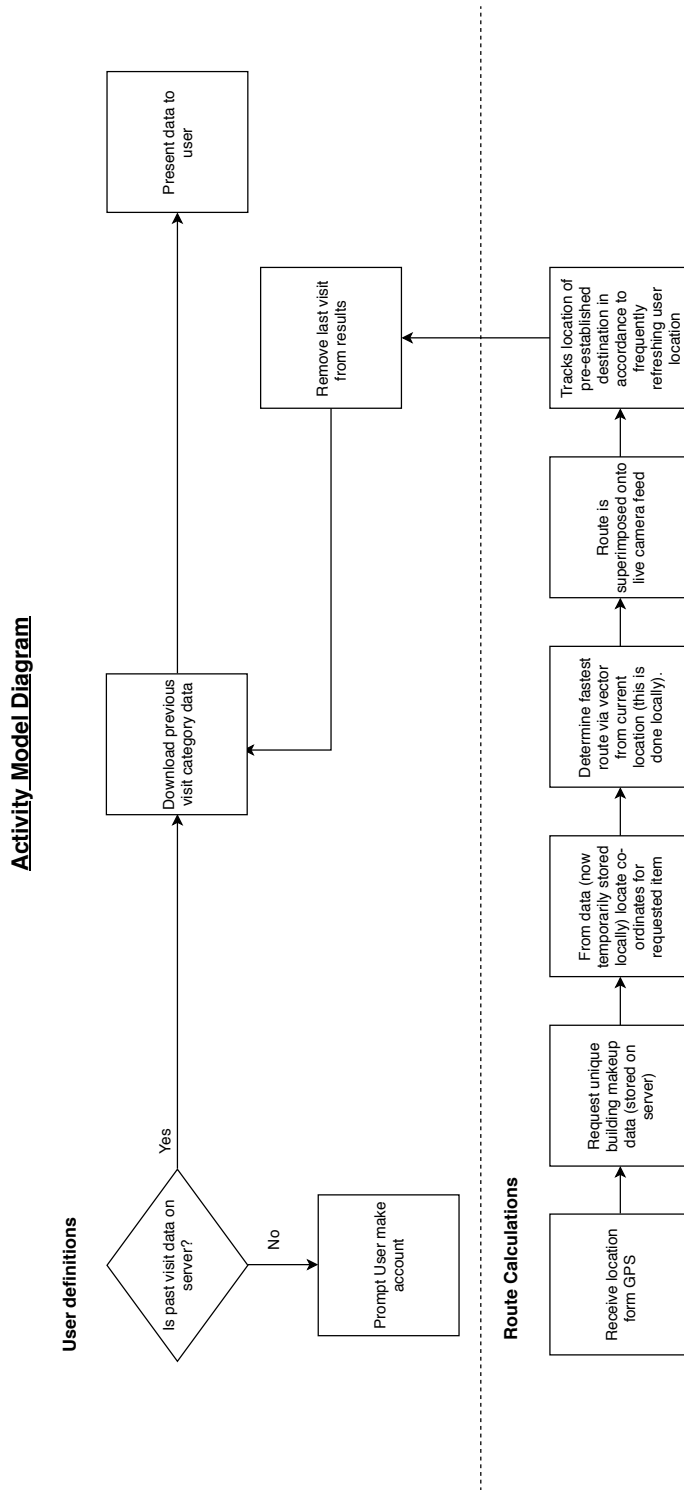 Activity Model Diagram
User definitions
Is past visit data on
server?
Yes
No
Prompt User make
account
Download previous
visit category data
Present data to
user
Remove last visit
from results
Route Calculations
Receive location
form GPS
Request unique
building makeup
data (stored on
server)
From data (now
temporarily stored
locally) locate co-
ordinates for
requested item
Determine fastest
route via vector
from current
location (this is
done locally).
Route is
superimposed onto
live camera feed
Tracks location of
pre-established
destination in
accordance to
frequently
refreshing user
location